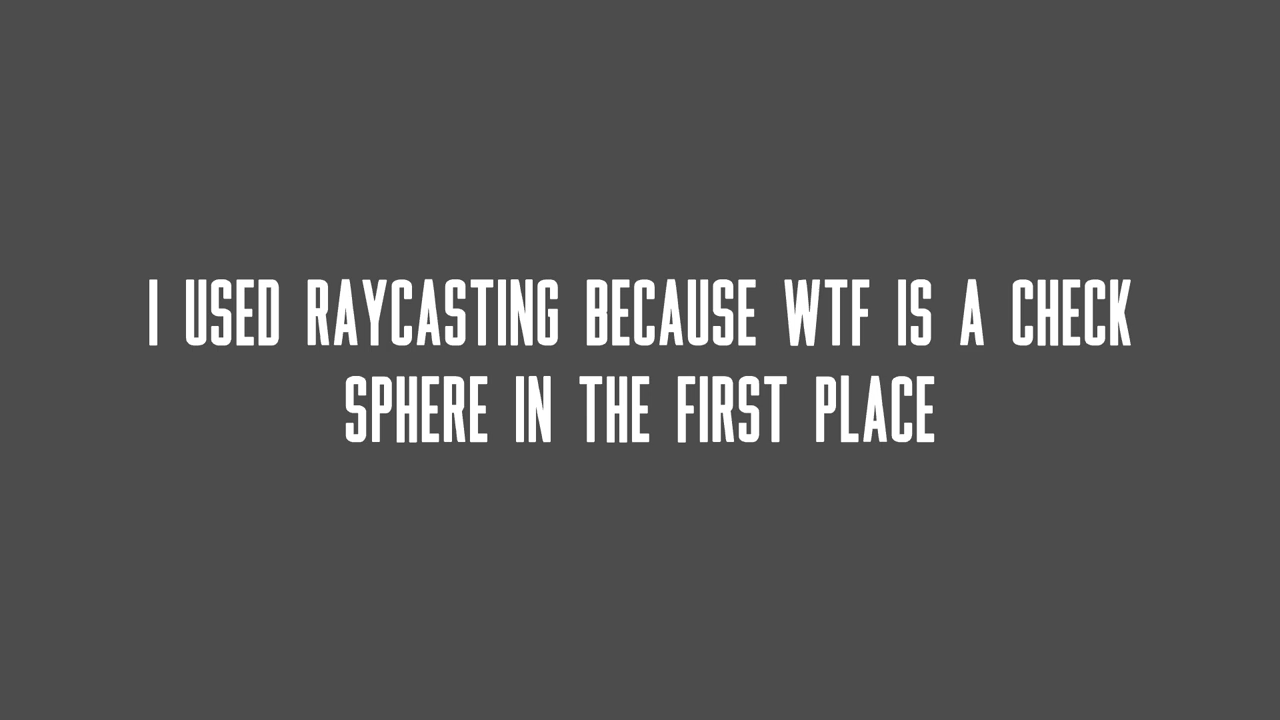 I USED RAYCASTING BECAUSE WTF IS A CHECK
SPHERE IN THE FIRST PLACE